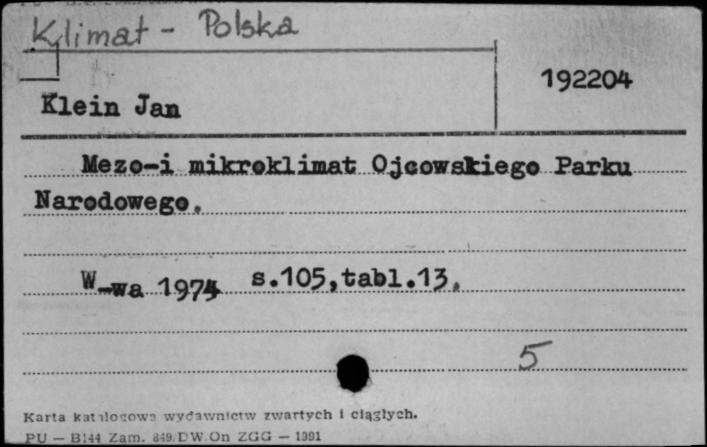 Klimat - Polska
192204
Klein Jan
Mezo-i mikroklimat Ojcowskiego Parku
Narodowego.
W-wa 1974 s.105,tabl.13.
5
Karta katalogowa wydawnictw zwartych i ciągłych.
PU — B144 Zam. 849/DW.On ZGG — 1991